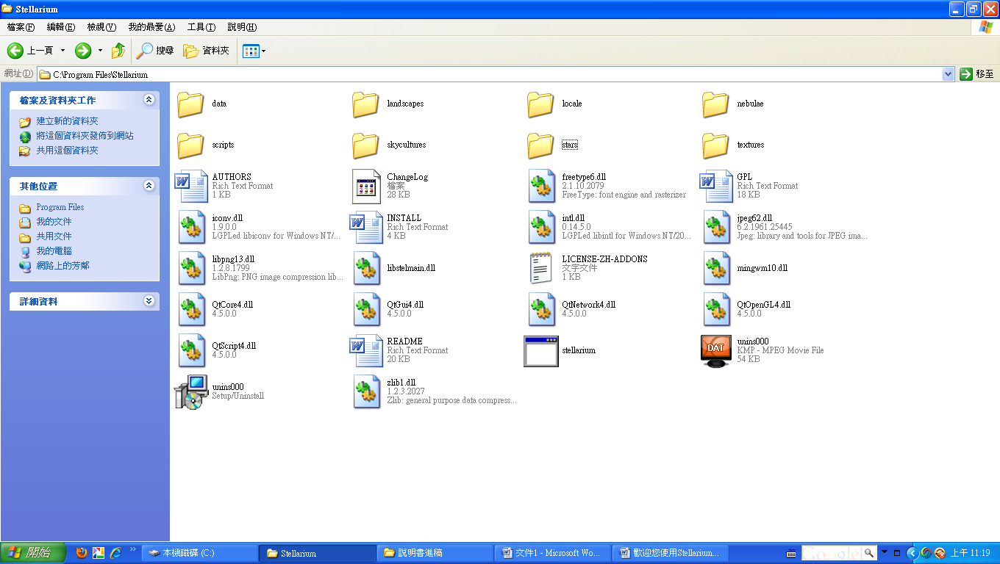 Stellarium
檔案(F) 編輯(E) 檢視(V) 我的最愛(A) 工具(T) 說明(H)
上一頁 搜尋 資料夾
網址(D) C:\Program Files\Stellarium 移至
檔案及資料夾工作
建立新的資料夾
將這個資料夾發佈到網站
共用這個資料夾
其他位置
Program Files
我的文件
共用文件
我的電腦
網路上的芳鄰
詳細資料
data
landscapes
locale
nebulae
scripts
skycultures
stars
textures
AUTHORS
Rich Text Format
1 KB
ChangeLog
檔案
28 KB
freetype6.dll
2.1.10.2079
FreeType: font engine and rasterizer
GPL
Rich Text Format
18 KB
iconv.dll
1.9.0.0
LGPLed libiconv for Windows NT/...
INSTALL
Rich Text Format
4 KB
intl.dll
0.14.5.0
LGPLed libintl for Windows NT/20...
jpeg62.dll
6.2.1961.25445
Jpeg: library and tools for JPEG ima...
libpng13.dll
1.2.8.1799
LibPng: PNG image compression lib...
libstelmain.dll
LICENSE-ZH-ADDONS
文字文件
1 KB
mingwm10.dll
QtCore4.dll
4.5.0.0
QtGui4.dll
4.5.0.0
QtNetwork4.dll
4.5.0.0
QtOpenGL4.dll
4.5.0.0
QtScript4.dll
4.5.0.0
README
Rich Text Format
20 KB
stellarium
DAT
unins000
KMP - MPEG Movie File
54 KB
unins000
Setup/Uninstall
zlib1.dll
1.2.3.2027
Zlib: general purpose data compress...
開始 本機磁碟 (C:) Stellarium 說明書進稿 文件1 - Microsoft Wo... 歡迎您使用Stellarium... Google 上午 11:19